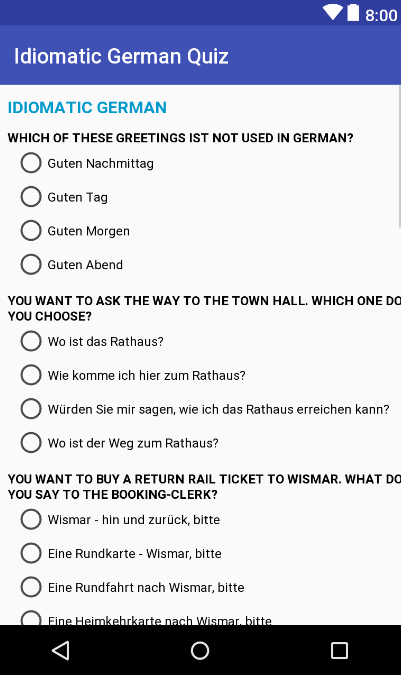 8:00
Idiomatic German Quiz
IDIOMATIC GERMAN
WHICH OF THESE GREETINGS IST NOT USED IN GERMAN?
Guten Nachmittag
Guten Tag
Guten Morgen
Guten Abend
YOU WANT TO ASK THE WAY TO THE TOWN HALL. WHICH ONE DO
YOU CHOOSE?
Wo ist das Rathaus?
Wie komme ich hier zum Rathaus?
Würden Sie mir sagen, wie ich das Rathaus erreichen kann?
Wo ist der Weg zum Rathaus?
YOU WANT TO BUY A RETURN RAIL TICKET TO WISMAR. WHAT DO
YOU SAY TO THE BOOKING-CLERK?
Wismar - hin und zurück, bitte
Eine Rundkarte - Wismar, bitte
Eine Rundfahrt nach Wismar, bitte
Eine Heimkehrkarte nach Wismar, bitte